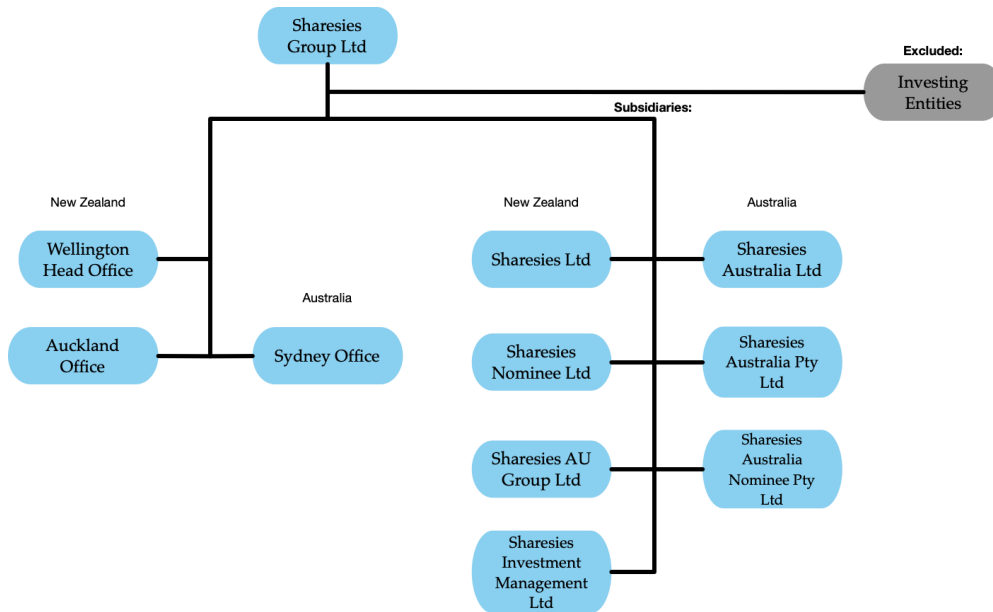 Sharesies
Group Ltd
Excluded:
Investing
Entities
Subsidiaries:
New Zealand
Wellington
Head Office
Auckland
Office
Australia
Sydney Office
New Zealand
Sharesies Ltd
Sharesies
Nominee Ltd
Sharesies AU
Group Ltd
Sharesies
Investment
Management
Ltd
Australia
Sharesies
Australia Ltd
Sharesies
Australia Pty
Ltd
Sharesies
Australia
Nominee Pty
Ltd